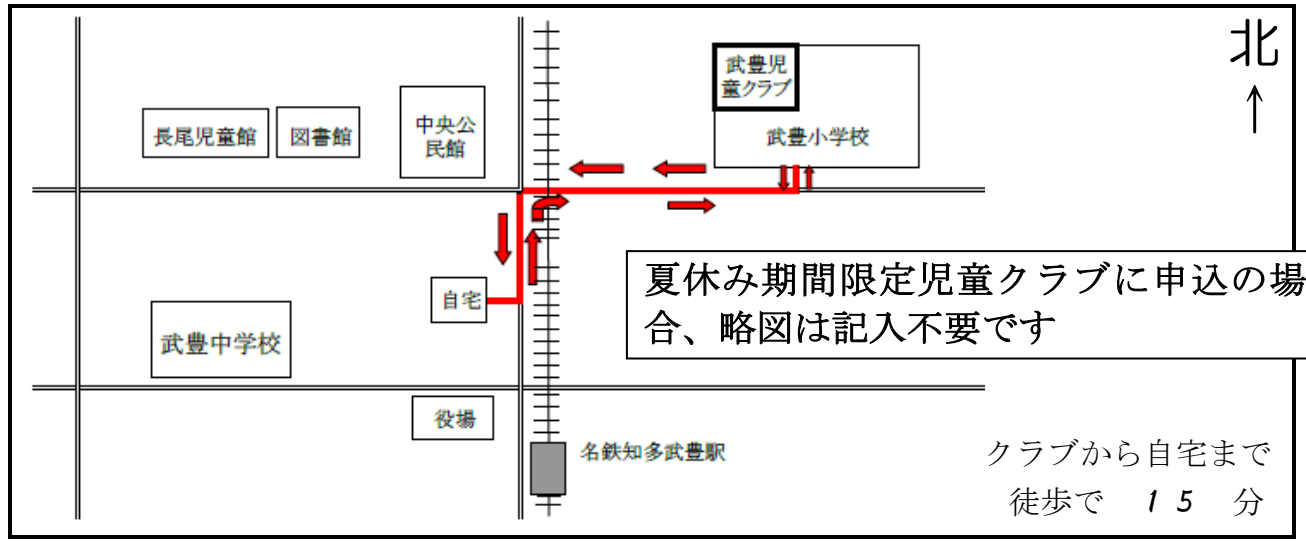 北
武豊児
童クラブ
長尾児童館
図書館
中央公
民館
武豊小学校
夏休み期間限定児童クラブに申込の場
合、略図は記入不要です
自宅
武豊中学校
役場
名鉄知多武豊駅
クラブから自宅まで
徒歩で 15 分